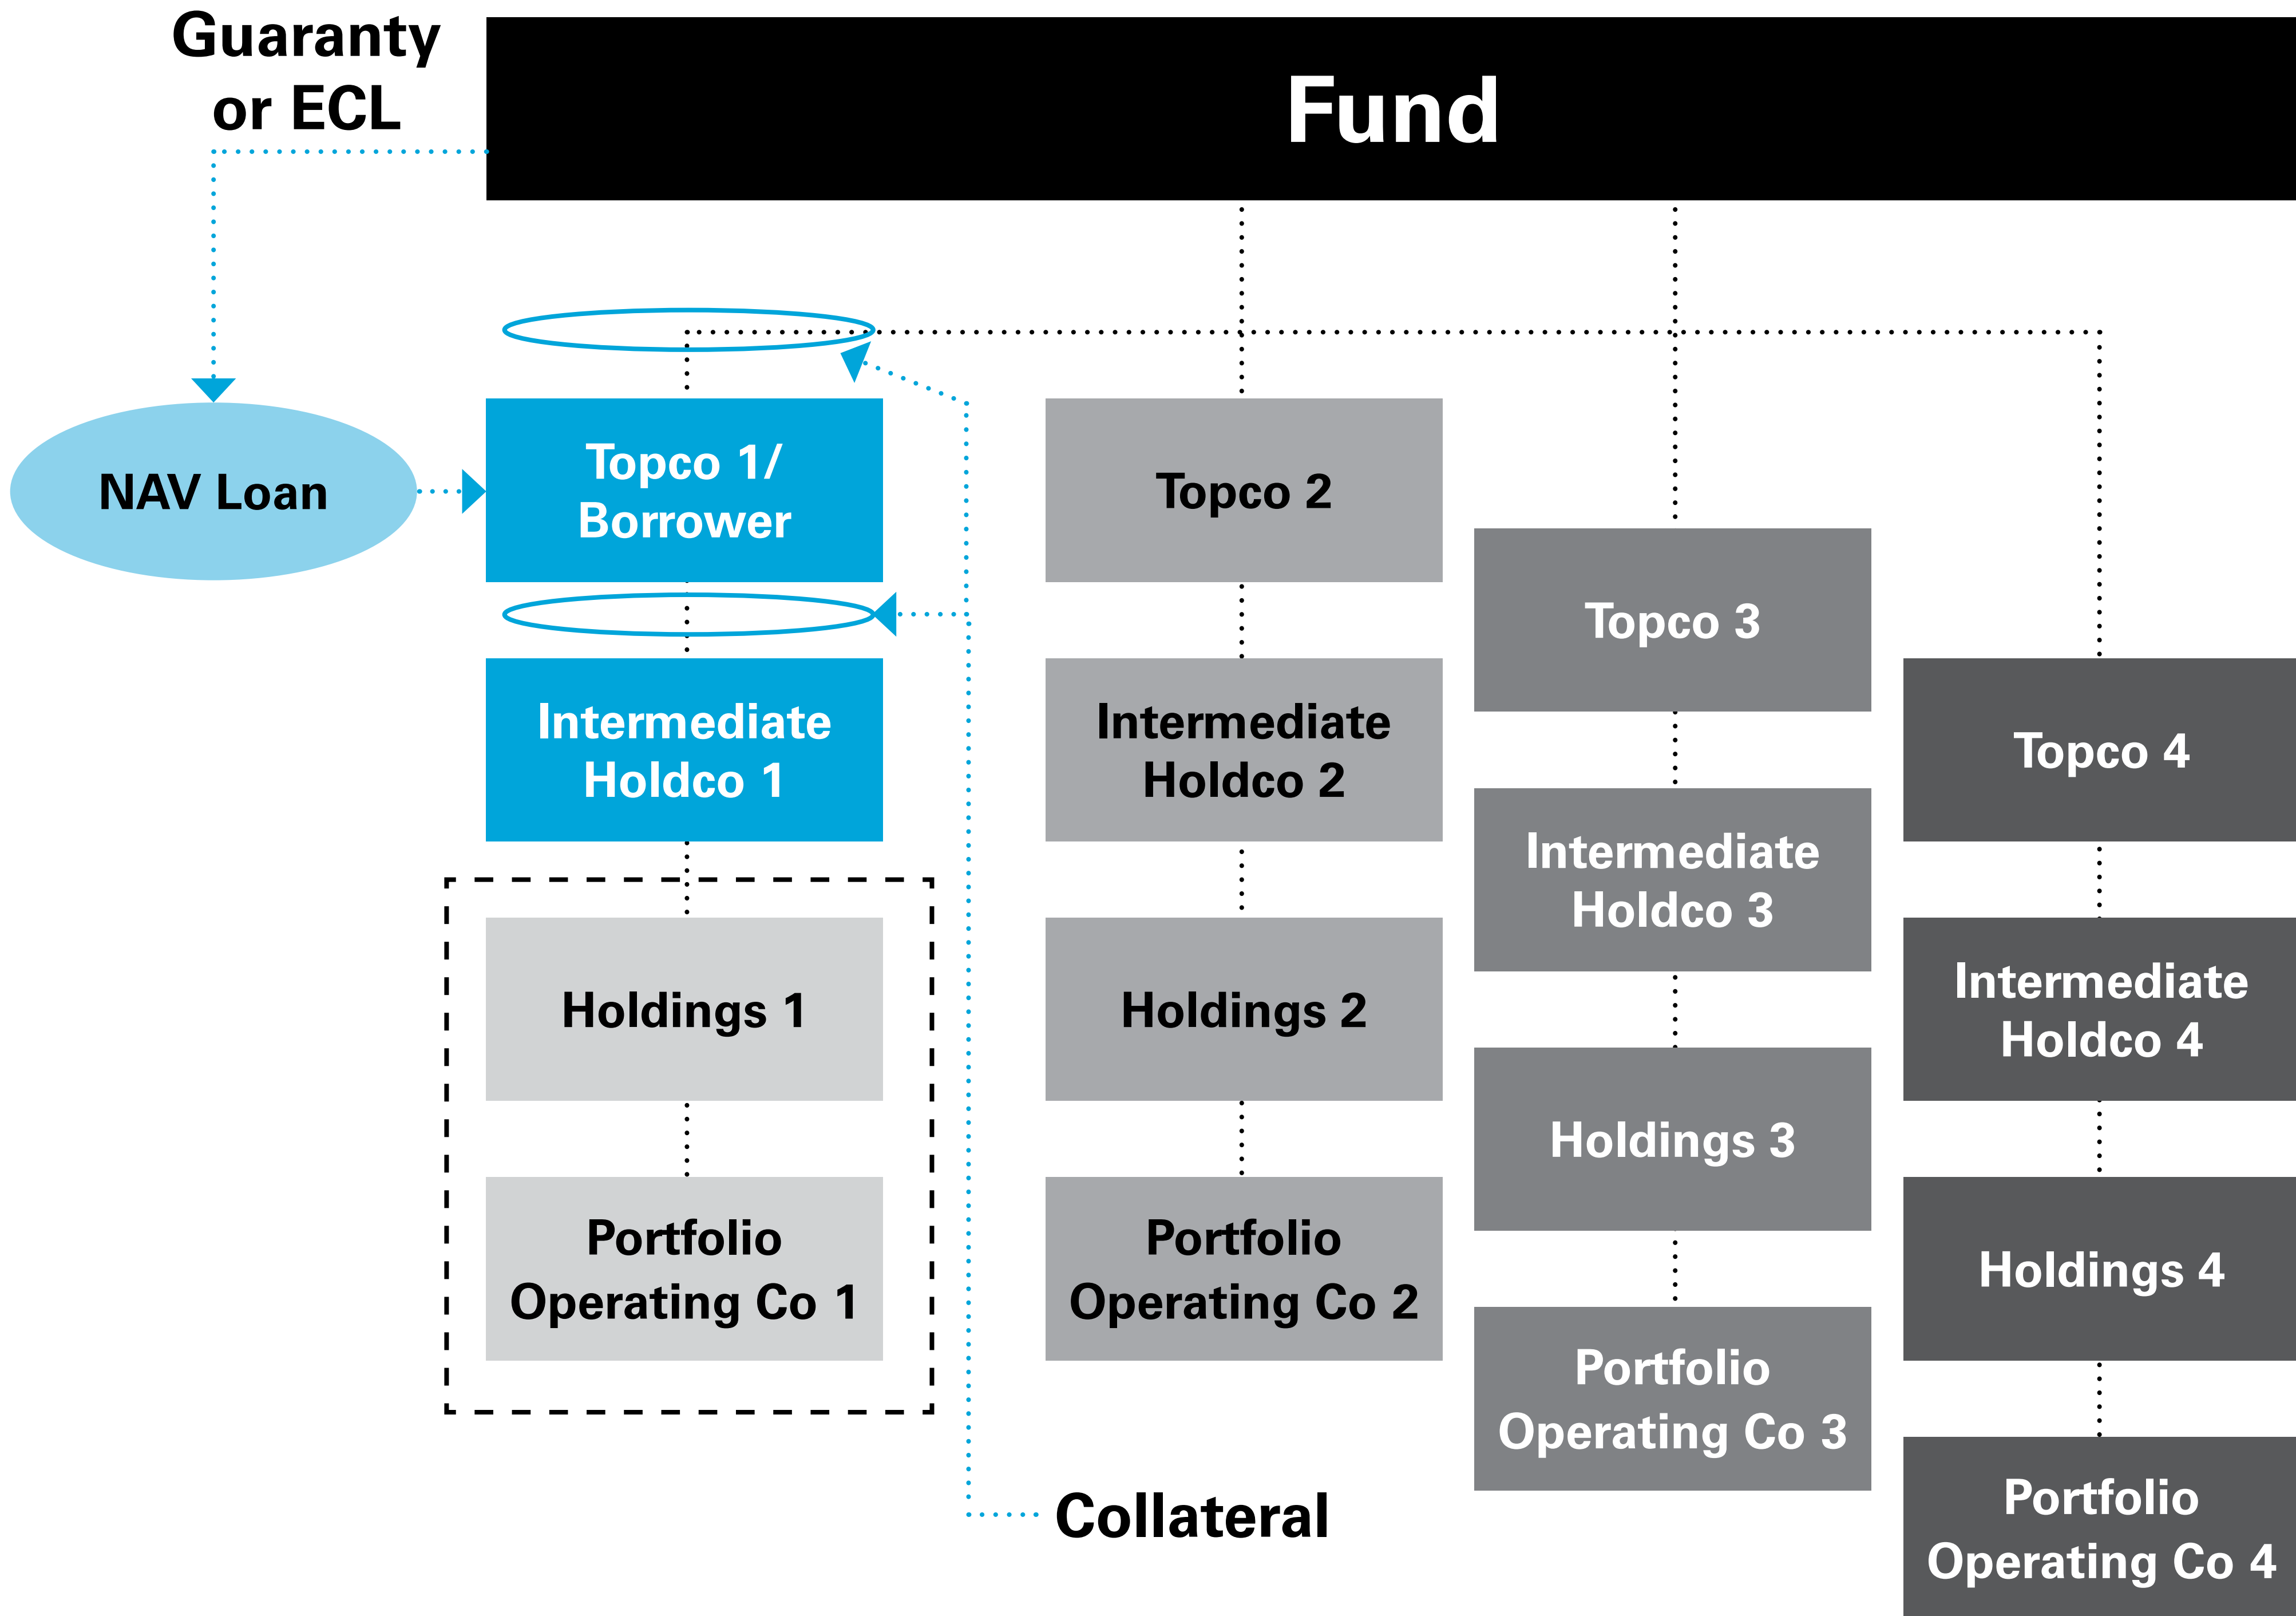 Guaranty
or ECL
Fund
NAV Loan
Topco 1/
Borrower
Intermediate
Holdco 1
Holdings 1
Portfolio
Operating Co 1
Topco 2
Intermediate
Holdco 2
Holdings 2
Portfolio
Operating Co 2
Topco 3
Intermediate
Holdco 3
Holdings 3
Portfolio
Operating Co 3
Topco 4
Intermediate
Holdco 4
Holdings 4
Portfolio
Operating Co 4
Collateral